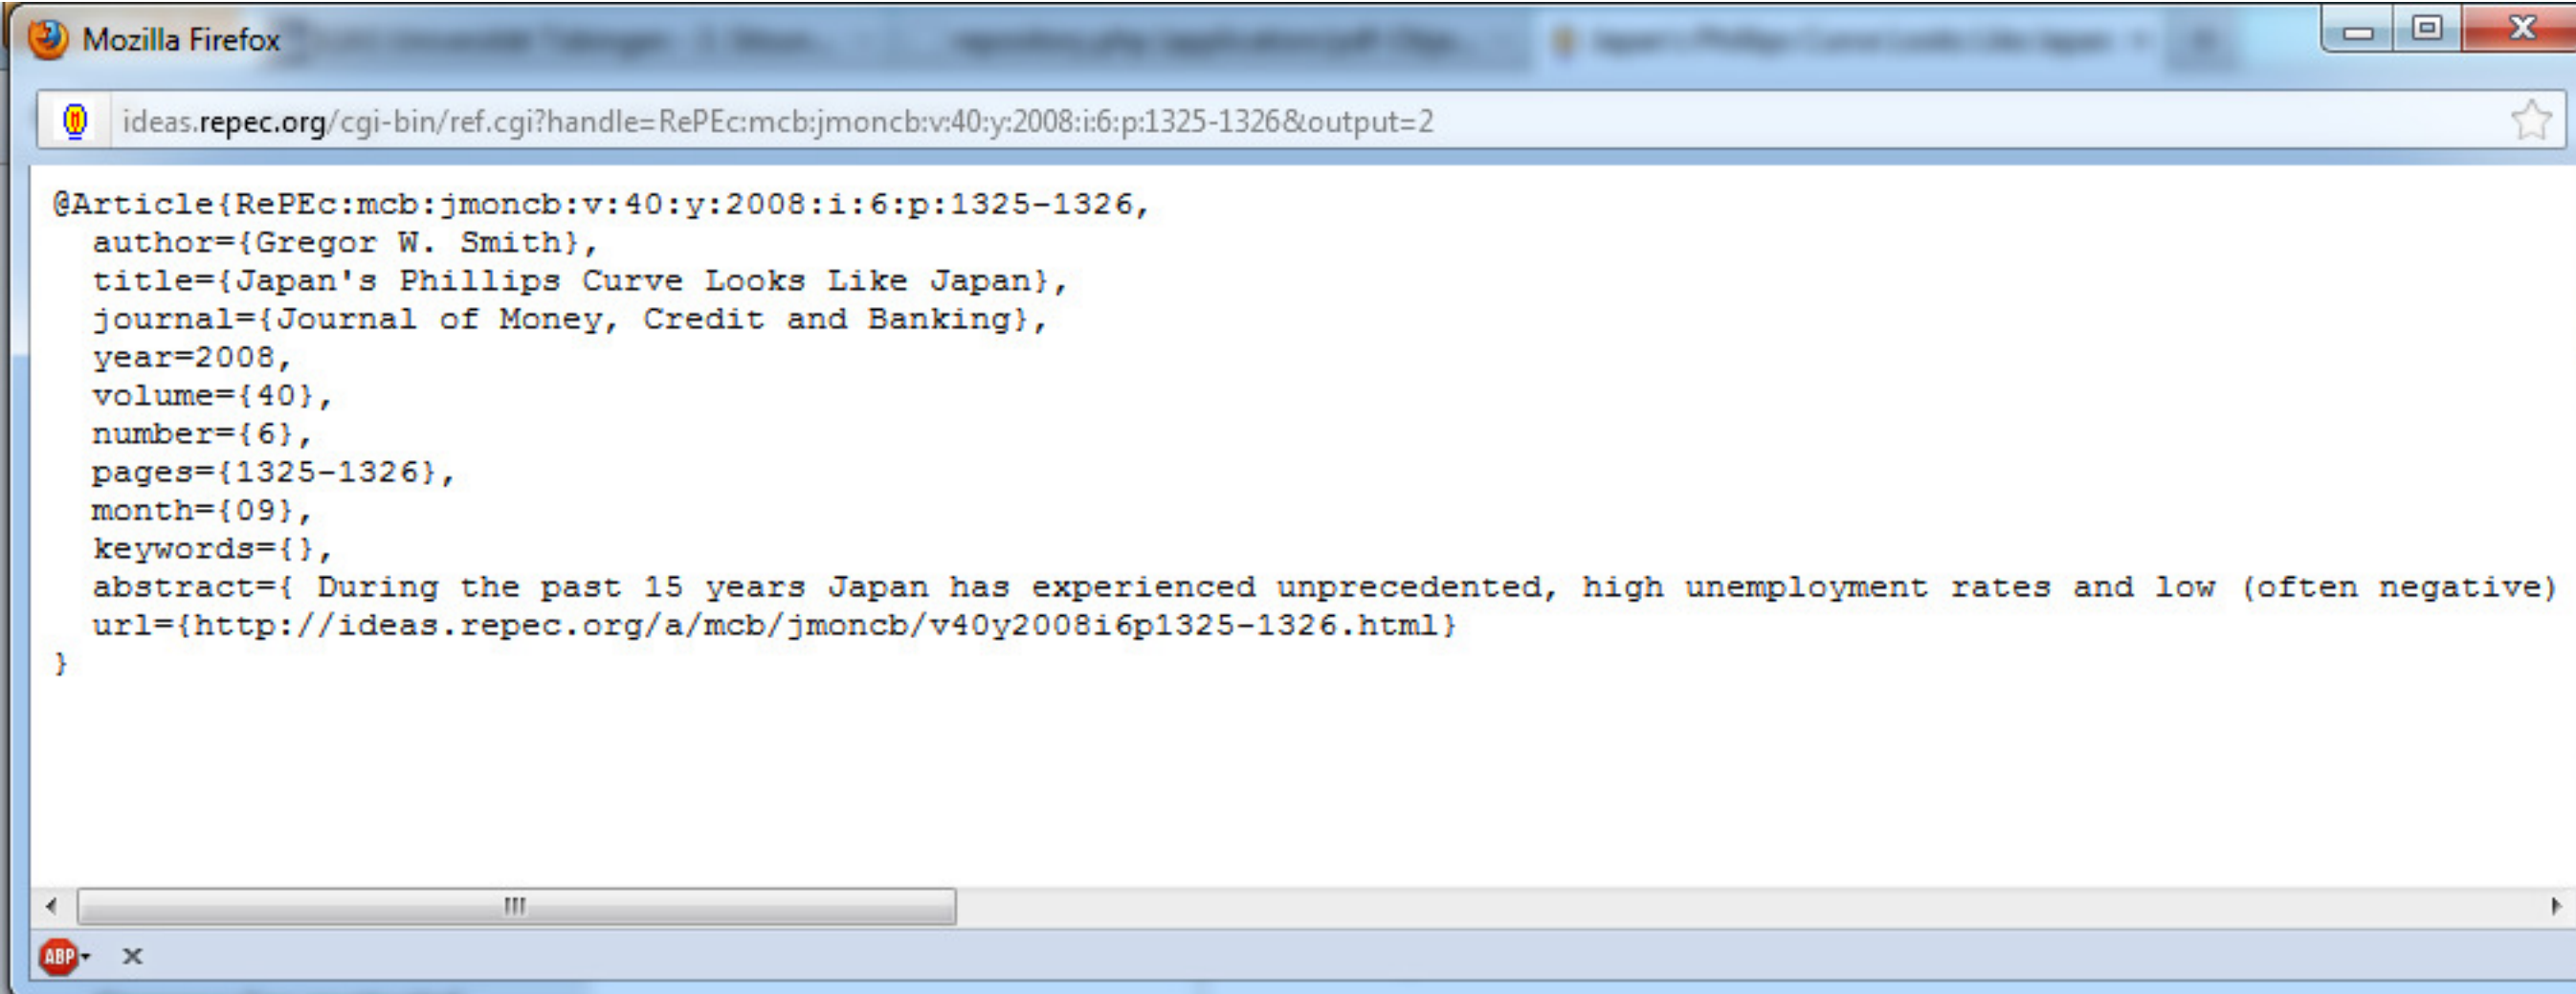 Mozilla Firefox
ideas.repec.org/cgi-bin/ref.cgi?handle=RePEc:mcb:jmoncb:v:40:y:2008:i:6:p:1325-1326&output=2
@Article{RePEc:mcb:jmoncb:v:40:y:2008:i:6:p:1325-1326,
author={Gregor W. Smith},
title={Japan's Phillips Curve Looks Like Japan},
journal={Journal of Money, Credit and Banking},
year=2008,
volume={40},
number={6},
pages={1325-1326},
month={09},
keywords={},
abstract={ During the past 15 years Japan has experienced unprecedented, high unemployment rates and low (often negative)
url={http://ideas.repec.org/a/mcb/jmoncb/v40y2008i6p1325-1326.html}
}
ABP